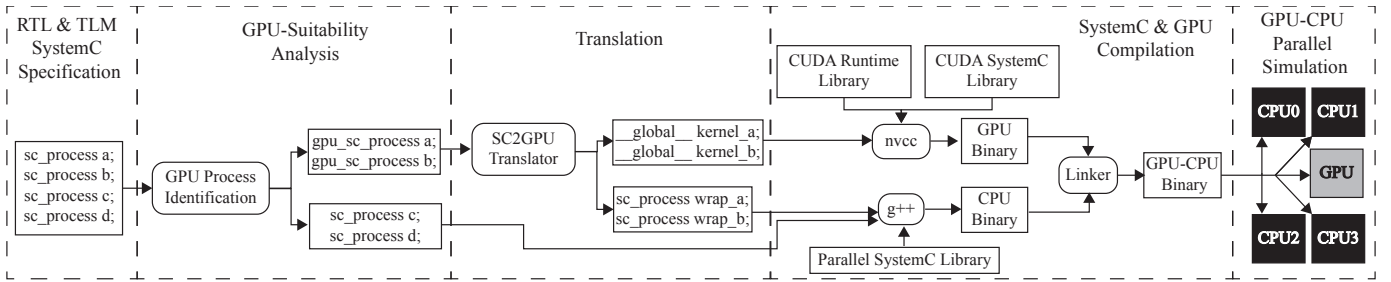 RTL & TLM
SystemC
Specification
GPU-Suitability
Analysis
Translation
SystemC & GPU
Compilation
GPU-CPU
Parallel
Simulation
sc_process a;
sc_process b;
sc_process c;
sc_process d;
GPU Process
Identification
gpu_sc_process a;
gpu_sc_process b;
sc_process c;
sc_process d;
SC2GPU
Translator
__global__ kernel_a;
__global__ kernel_b;
sc_process wrap_a;
sc_process wrap_b;
CUDA Runtime
Library
CUDA SystemC
Library
nvcc
GPU
Binary
g++
CPU
Binary
Parallel SystemC Library
Linker
GPU-CPU
Binary
CPU0
CPU1
GPU
CPU2
CPU3